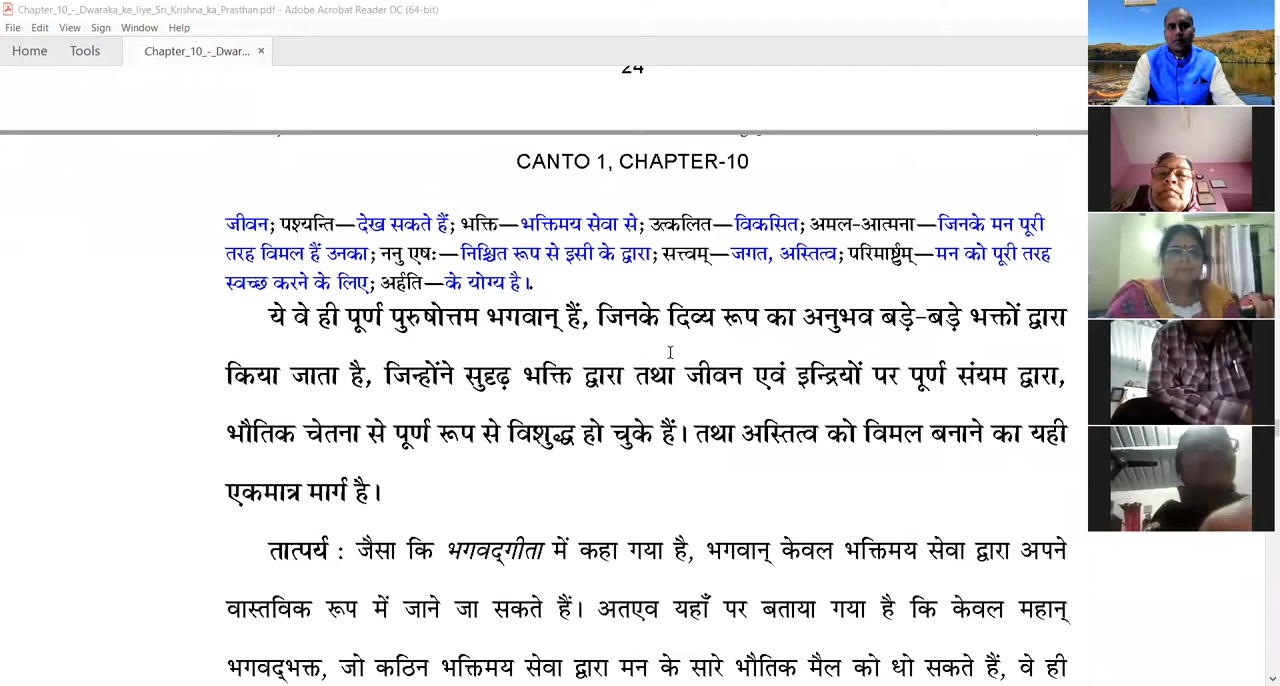 Chapter_10_-_Dwaraka_ke_liye_Sri_Krishna_ka_Prasthan.pdf - Adobe Acrobat Reader DC (64-bit)
File Edit View Sign Window Help
Home Tools Chapter_10_-_Dwar... ×
24
CANTO 1, CHAPTER-10
जीवन; पश्यन्ति—देख सकते हैं; भक्ति—भक्तिमय सेवा से; उत्कलित—विकसित; अमल-आत्मना—जिनके मन पूरी
तरह विमल हैं उनका; ननु एषः—निश्चित रूप से इसी के द्वारा; सत्त्वम्—जगत, अस्तित्व; परिमार्ष्टुम्—मन को पूरी तरह
स्वच्छ करने के लिए; अर्हति—के योग्य है।
ये वे ही पूर्ण पुरुषोत्तम भगवान् हैं, जिनके दिव्य रूप का अनुभव बड़े-बड़े भक्तों द्वारा
किया जाता है, जिन्होंने सुदृढ़ भक्ति द्वारा तथा जीवन एवं इन्द्रियों पर पूर्ण संयम द्वारा,
भौतिक चेतना से पूर्ण रूप से विशुद्ध हो चुके हैं। तथा अस्तित्व को विमल बनाने का यही
एकमात्र मार्ग है।
तात्पर्य : जैसा कि भगवद्‌गीता में कहा गया है, भगवान् केवल भक्तिमय सेवा द्वारा अपने
वास्तविक रूप में जाने जा सकते हैं। अतएव यहाँ पर बताया गया है कि केवल महान्
भगवद्भक्त, जो कठिन भक्तिमय सेवा द्वारा मन के सारे भौतिक मैल को धो सकते हैं, वे ही